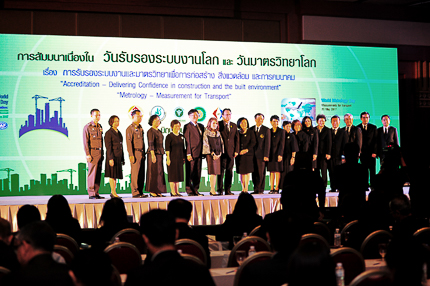 การสัมมนาเนื่องใน วันรับรองระบบงานโลก และ วันมาตรวิทยาโลก
เรื่อง การรับรองระบบงานและมาตรวิทยาเพื่อการก่อสร้าง สิ่งแวดล้อม และการคมนาคม
"Accreditation – Delivering Confidence in construction and the built environment"
"Metrology – Measurement for Transport"
World Metrology